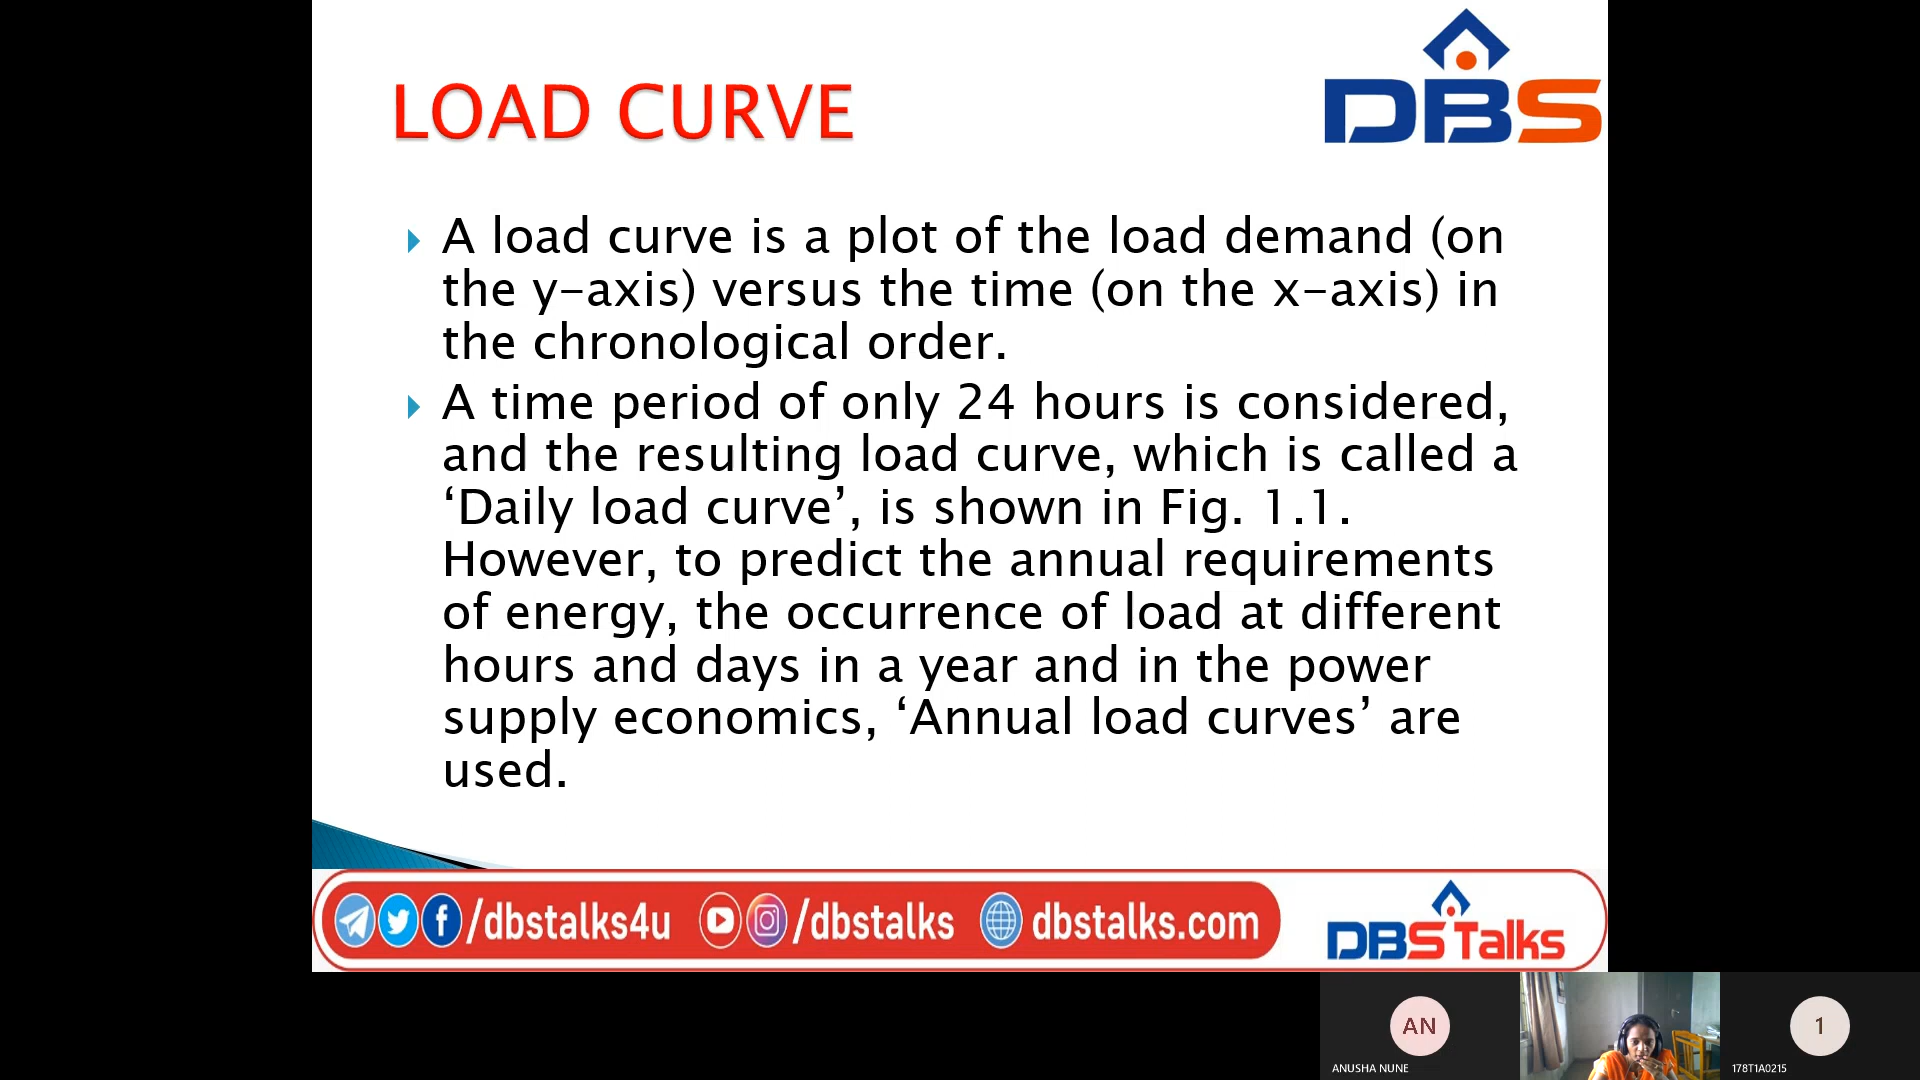 DBS
LOAD CURVE
A load curve is a plot of the load demand (on
the y-axis) versus the time (on the x-axis) in
the chronological order.
A time period of only 24 hours is considered,
and the resulting load curve, which is called a
‘Daily load curve’, is shown in Fig. 1.1.
However, to predict the annual requirements
of energy, the occurrence of load at different
hours and days in a year and in the power
supply economics, ‘Annual load curves’ are
used.
/dbstalks4u /dbstalks dbstalks.com
DBS Talks
AN
1
ANUSHA NUNE
178T1A0215